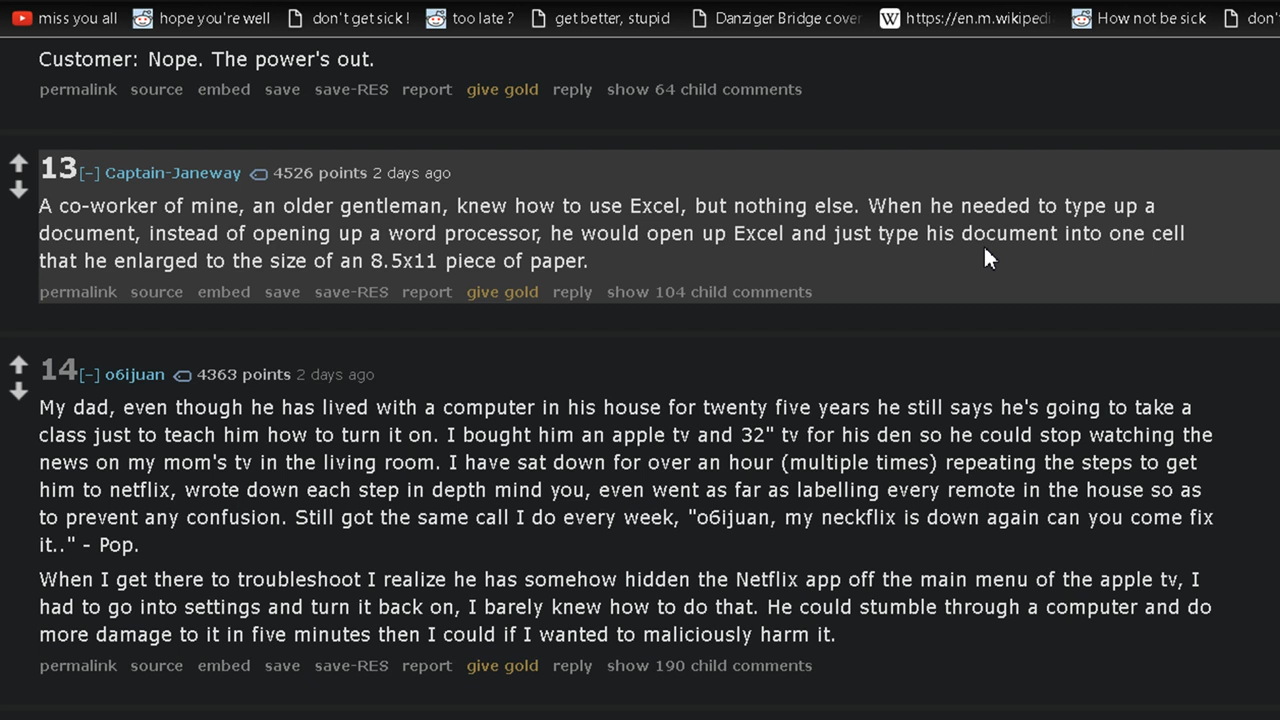 miss you all hope you're well don't get sick ! too late ? get better, stupid Danziger Bridge cover https://en.m.wikipedi How not be sick don'
Customer: Nope. The power's out.
permalink source embed save save-RES report give gold reply show 64 child comments
13 [–] Captain-Janeway 4526 points 2 days ago
A co-worker of mine, an older gentleman, knew how to use Excel, but nothing else. When he needed to type up a
document, instead of opening up a word processor, he would open up Excel and just type his document into one cell
that he enlarged to the size of an 8.5x11 piece of paper.
permalink source embed save save-RES report give gold reply show 104 child comments
14 [–] o6ijuan 4363 points 2 days ago
My dad, even though he has lived with a computer in his house for twenty five years he still says he's going to take a
class just to teach him how to turn it on. I bought him an apple tv and 32" tv for his den so he could stop watching the
news on my mom's tv in the living room. I have sat down for over an hour (multiple times) repeating the steps to get
him to netflix, wrote down each step in depth mind you, even went as far as labelling every remote in the house so as
to prevent any confusion. Still got the same call I do every week, "o6ijuan, my neckflix is down again can you come fix
it.." - Pop.
When I get there to troubleshoot I realize he has somehow hidden the Netflix app off the main menu of the apple tv, I
had to go into settings and turn it back on, I barely knew how to do that. He could stumble through a computer and do
more damage to it in five minutes then I could if I wanted to maliciously harm it.
permalink source embed save save-RES report give gold reply show 190 child comments